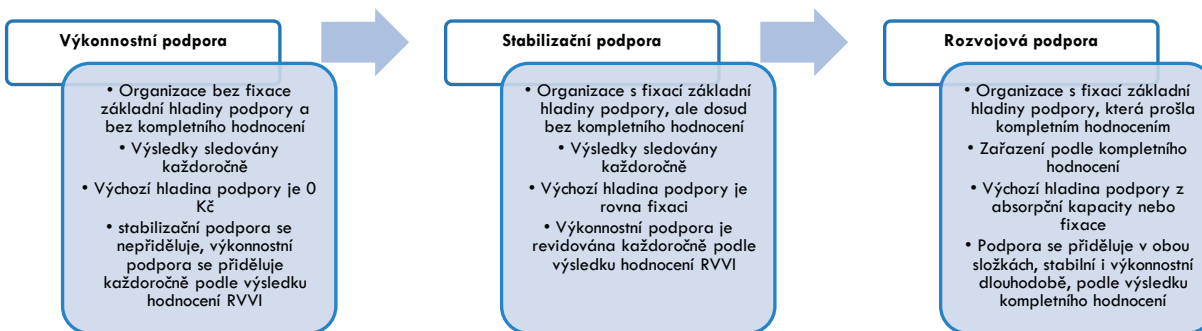 Výkonnostní podpora
• Organizace bez fixace
základní hladiny podpory a
bez kompletního hodnocení
• Výsledky sledovány
každoročně
• Výchozí hladina podpory je 0
Kč
• stabilizační podpora se
nepřiděluje, výkonnostní
podpora se přiděluje
každoročně podle výsledku
hodnocení RVVI
Stabilizační podpora
• Organizace s fixací základní
hladiny podpory, ale dosud
bez kompletního hodnocení
• Výsledky sledovány
každoročně
• Výchozí hladina podpory je
rovna fixaci
• Výkonnostní podpora je
revidována každoročně podle
výsledku hodnocení RVVI
Rozvojová podpora
• Organizace s fixací základní
hladiny podpory, která prošla
kompletním hodnocením
• Zařazení podle kompletního
hodnocení
• Výchozí hladina podpory z
absorpční kapacity nebo
fixace
• Podpora se přiděluje v obou
složkách, stabilní i výkonnostní
dlouhodobě, podle výsledku
kompletního hodnocení